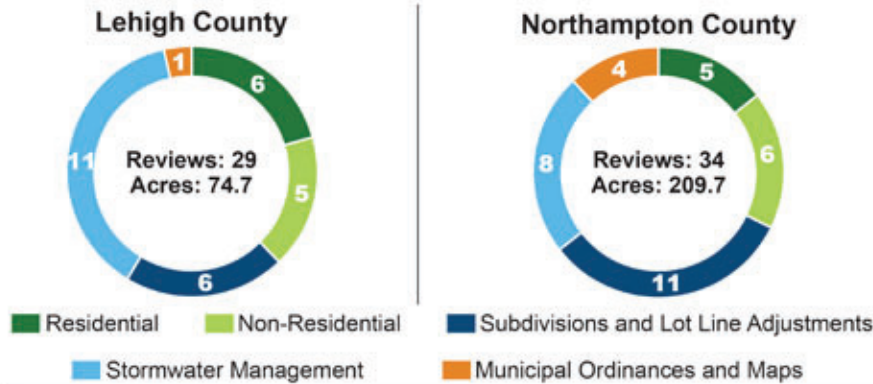 Lehigh County
1
6
11
5
6
Reviews: 29
Acres: 74.7
Northampton County
4
5
8
6
11
Reviews: 34
Acres: 209.7
Residential
Non-Residential
Subdivisions and Lot Line Adjustments
Stormwater Management
Municipal Ordinances and Maps